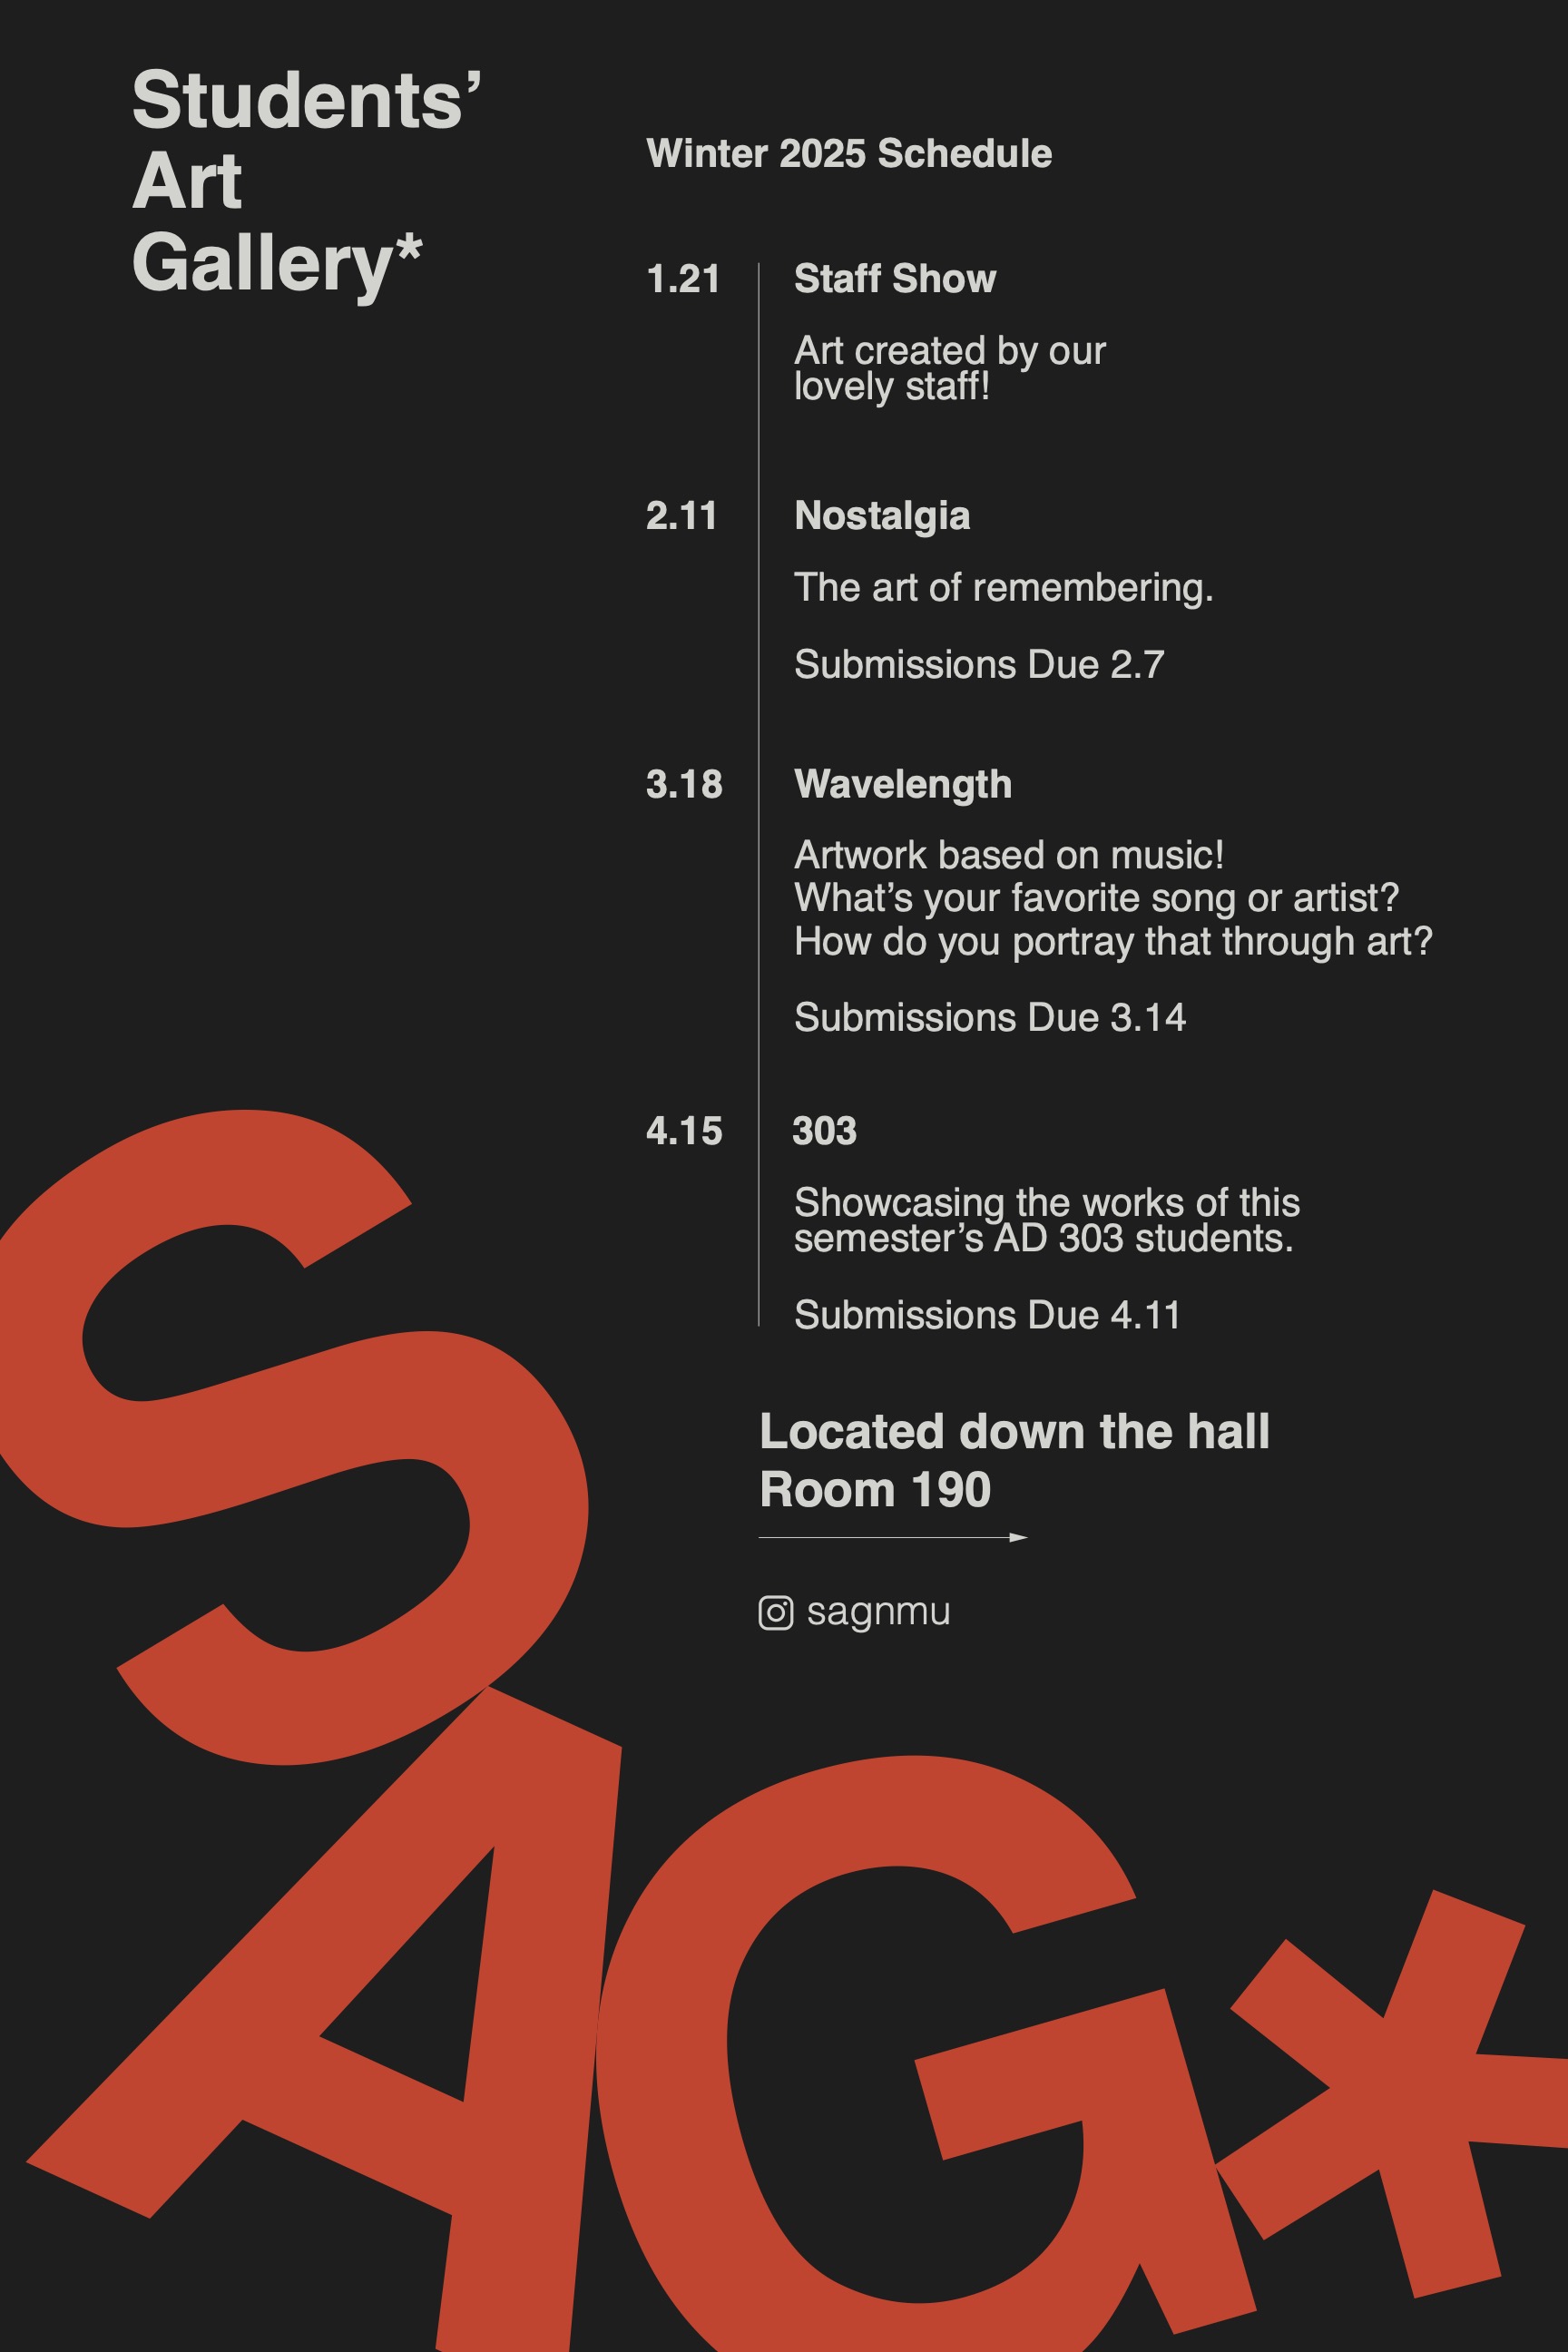 Students’
Art
Gallery*
Winter 2025 Schedule
1.21
Staff Show
Art created by our
lovely staff!
2.11
Nostalgia
The art of remembering.
Submissions Due 2.7
3.18
Wavelength
Artwork based on music!
What’s your favorite song or artist?
How do you portray that through art?
Submissions Due 3.14
4.15
303
Showcasing the works of this
semester’s AD 303 students.
Submissions Due 4.11
Located down the hall
Room 190
sagnmu
SAG*